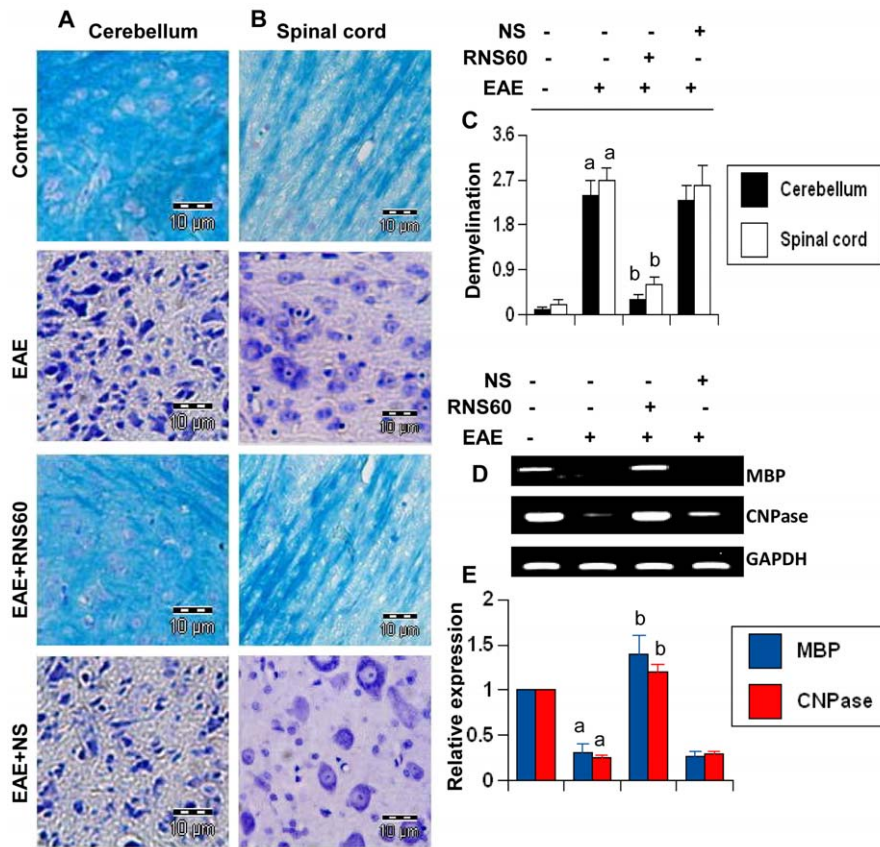 A
Cerebellum
B
Spinal cord
Control
10 µm
10 µm
EAE
10 µm
10 µm
EAE+RNS60
10 µm
10 µm
EAE+NS
10 µm
10 µm
NS - - - +
RNS60 - - + -
EAE - + + +
C
Demyelination
3.6
2.7
1.8
0.9
0
a a
b b
Cerebellum
Spinal cord
NS - - - +
RNS60 - - + -
EAE - + + +
D
MBP
CNPase
GAPDH
E
Relative expression
2
1.5
1
0.5
0
a a
b b
MBP
CNPase